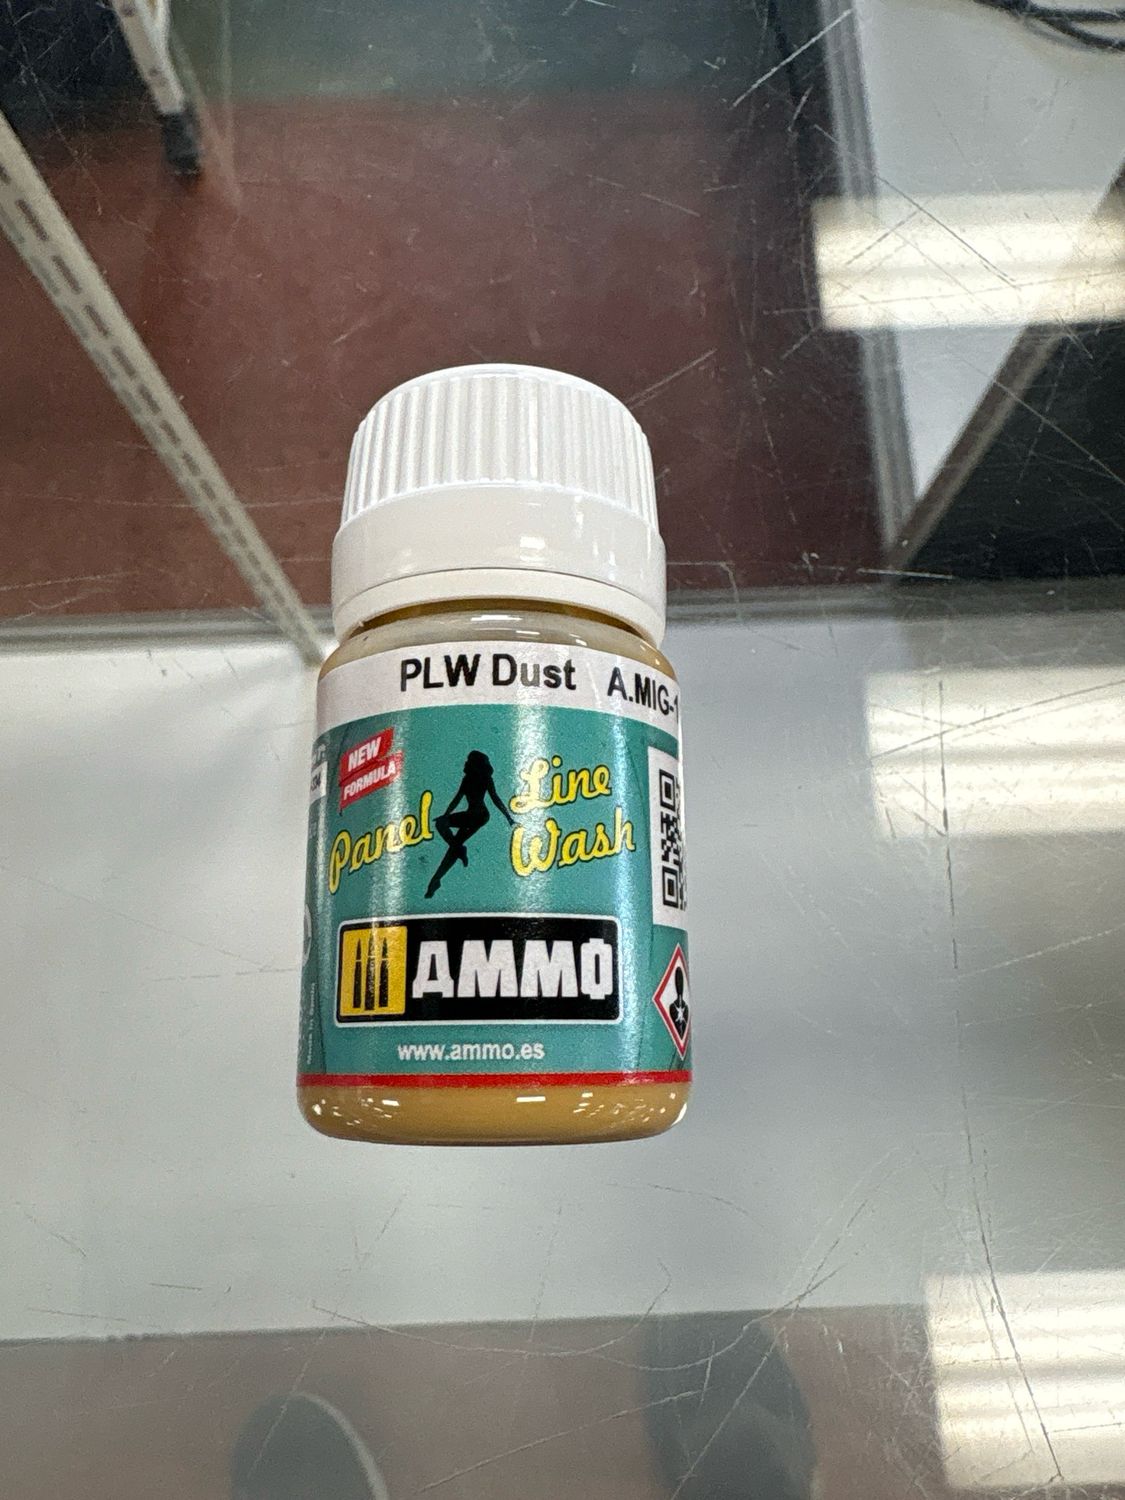 PLW Dust A.MIG-1
NEW
FORMULA
Panel Line
Wash
AMMO
www.ammo.es